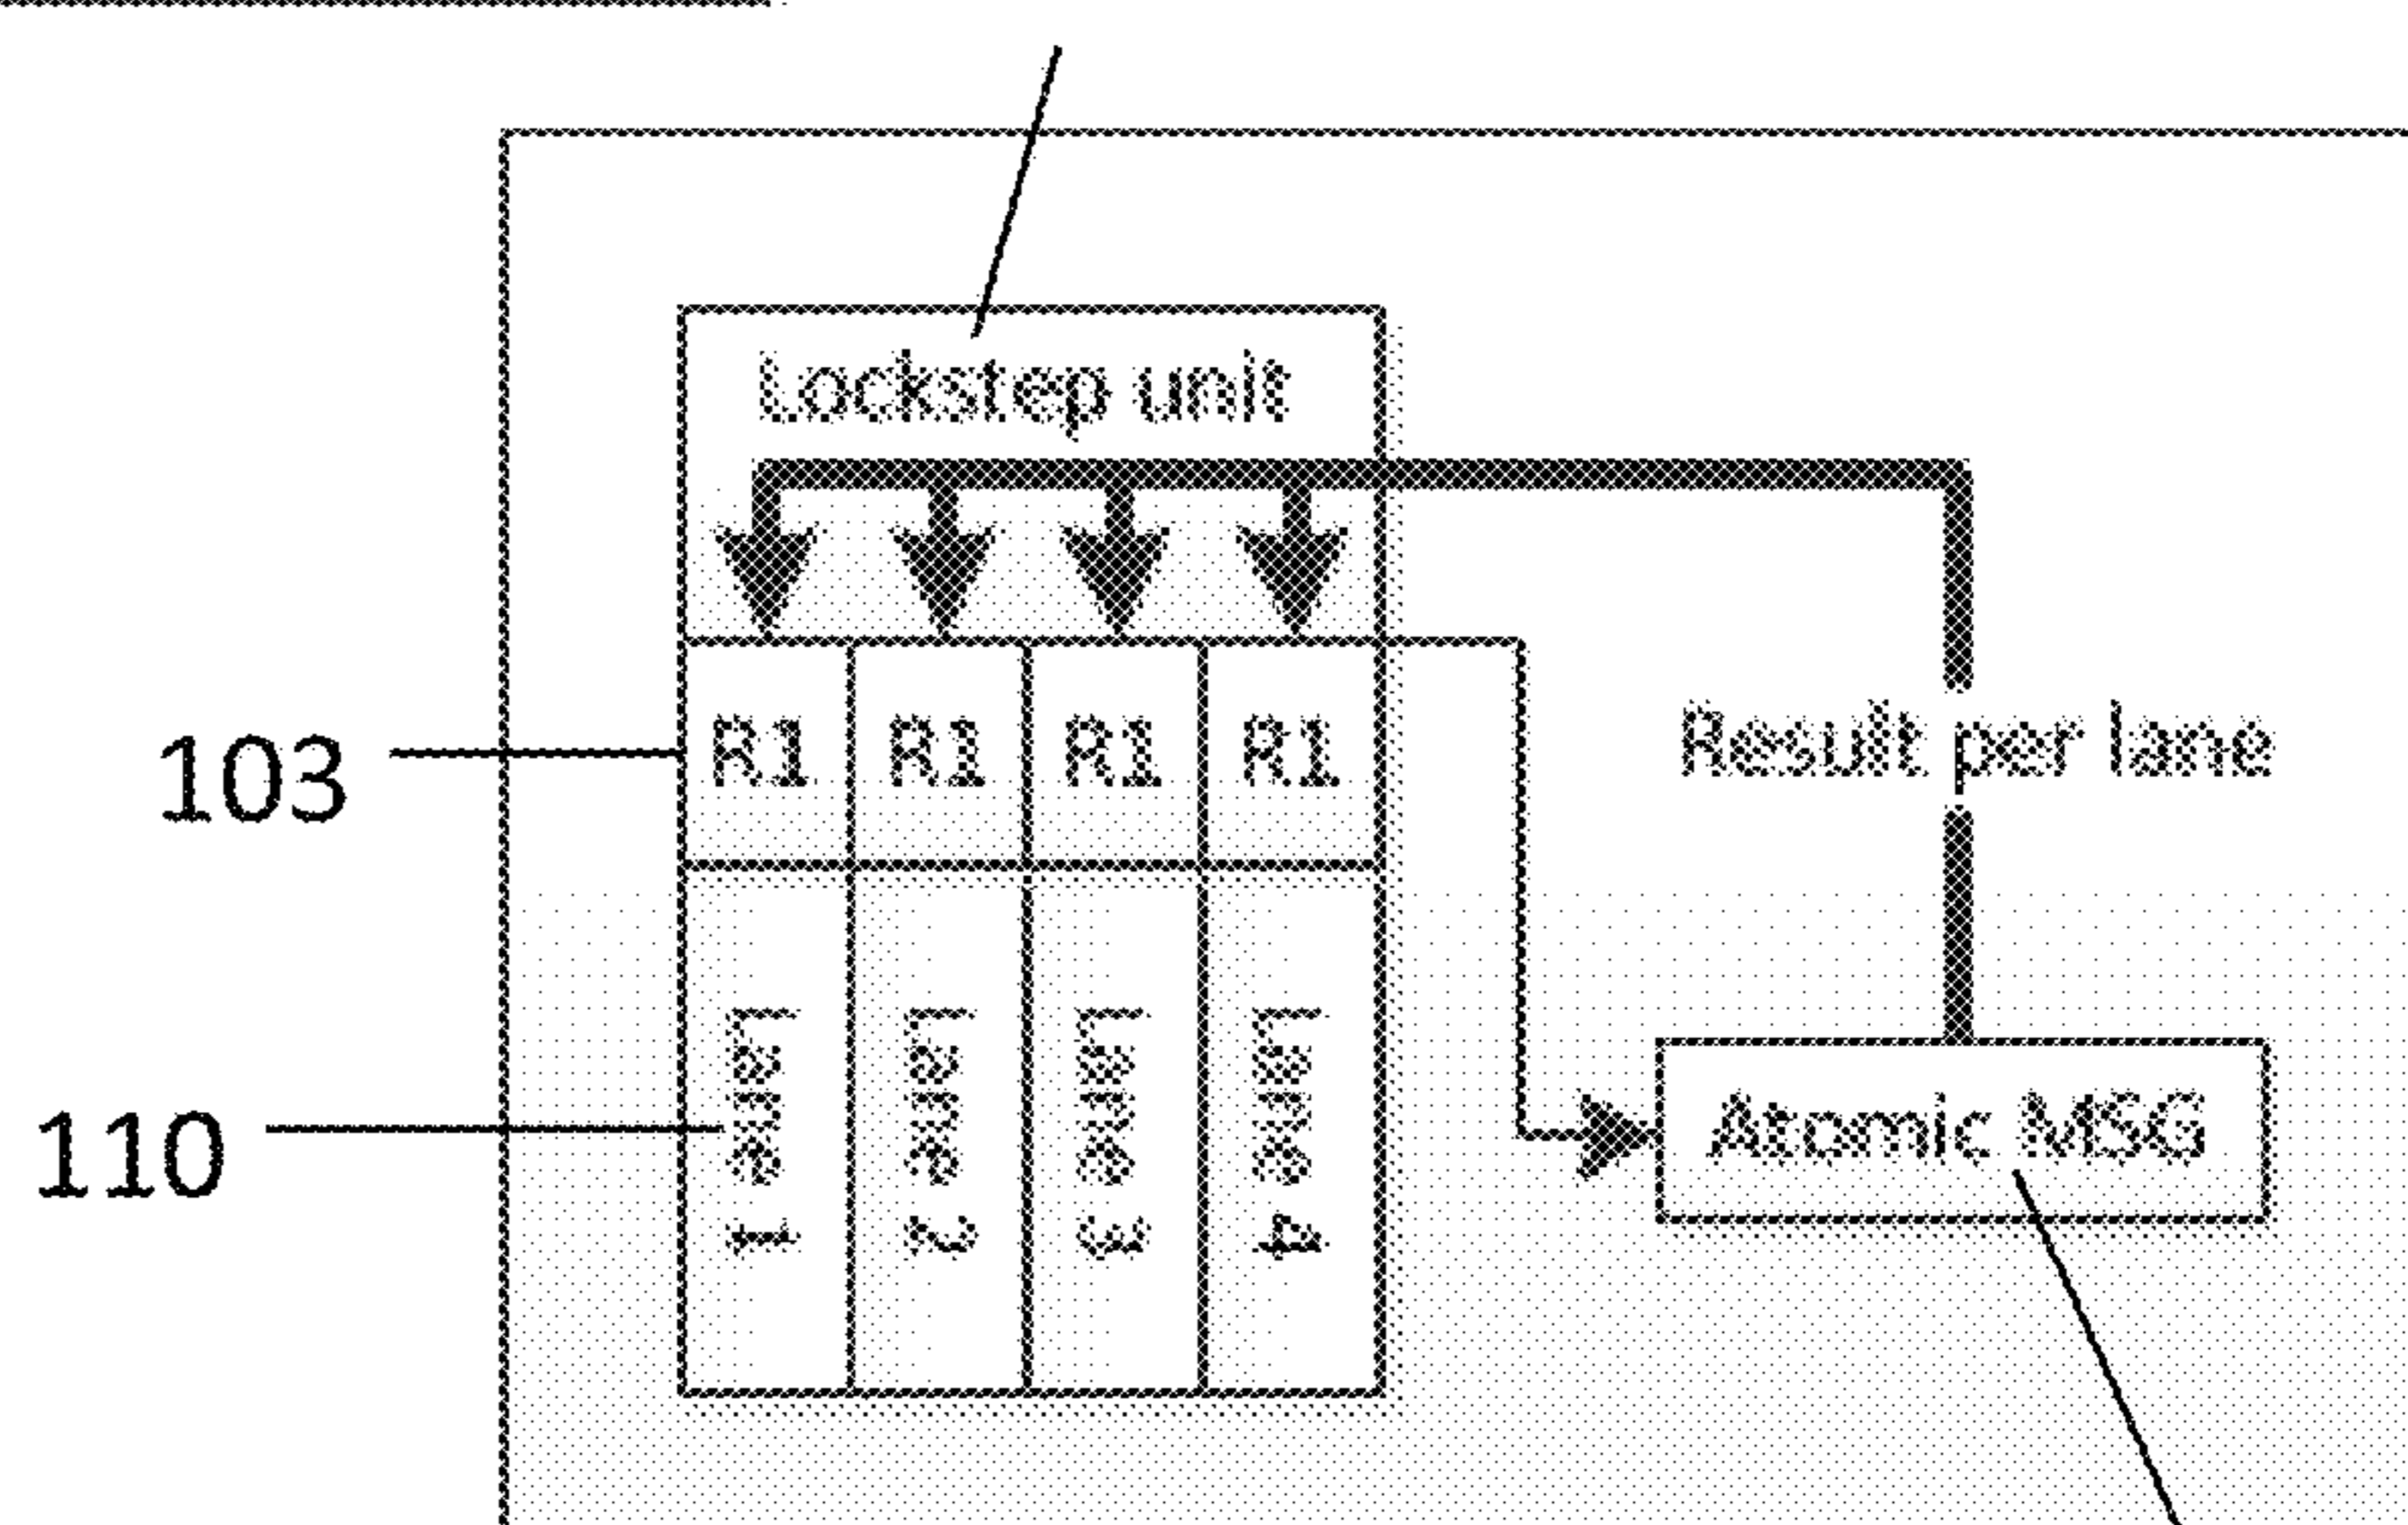 Lockstep unit
103
R1 R1 R1 R1
Result per lane
110
Lane 1
Lane 2
Lane 3
Lane 4
Atomic MSG